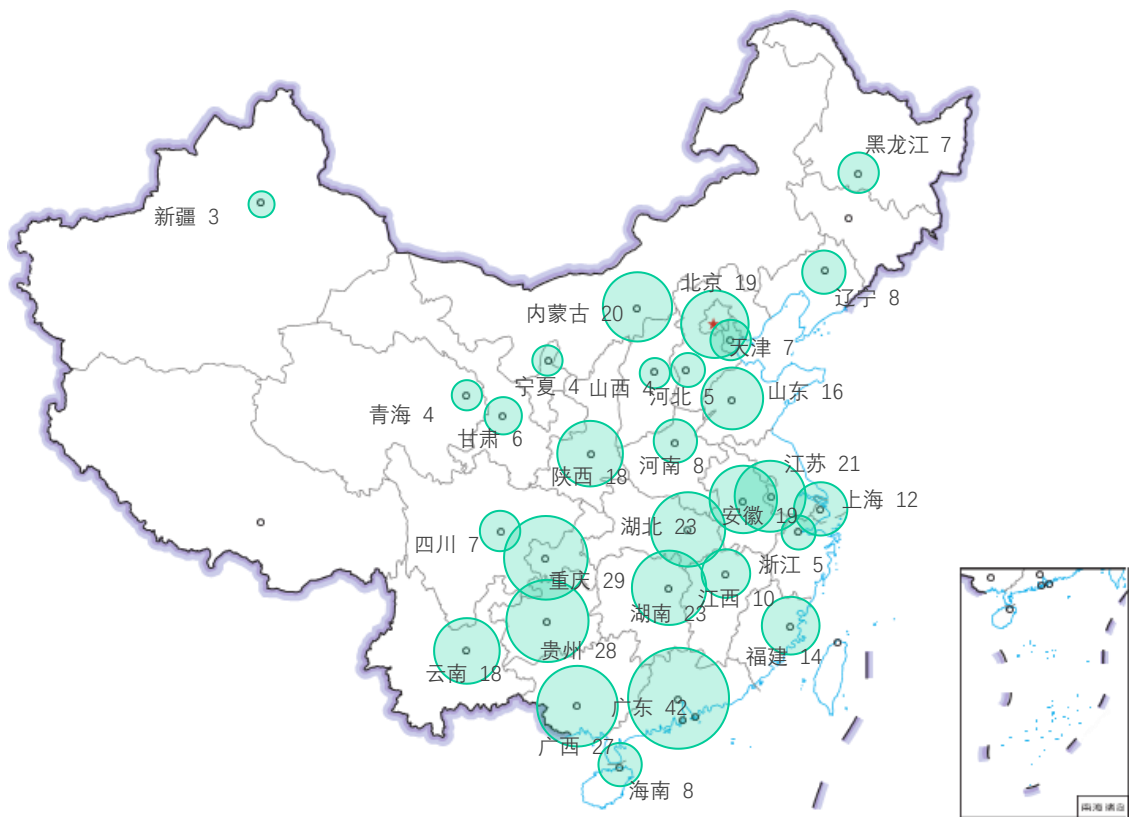 黑龙江 7
新疆 3
北京 19
辽宁 8
内蒙古 20
天津 7
宁夏 4
山西 4
河北 5
山东 16
青海 4
甘肃 6
河南 8
陕西 18
江苏 21
上海 12
安徽 19
湖北 23
四川 7
浙江 5
重庆 29
江西 10
湖南 23
贵州 28
福建 14
云南 18
广东 42
广西 27
海南 8
南海诸岛